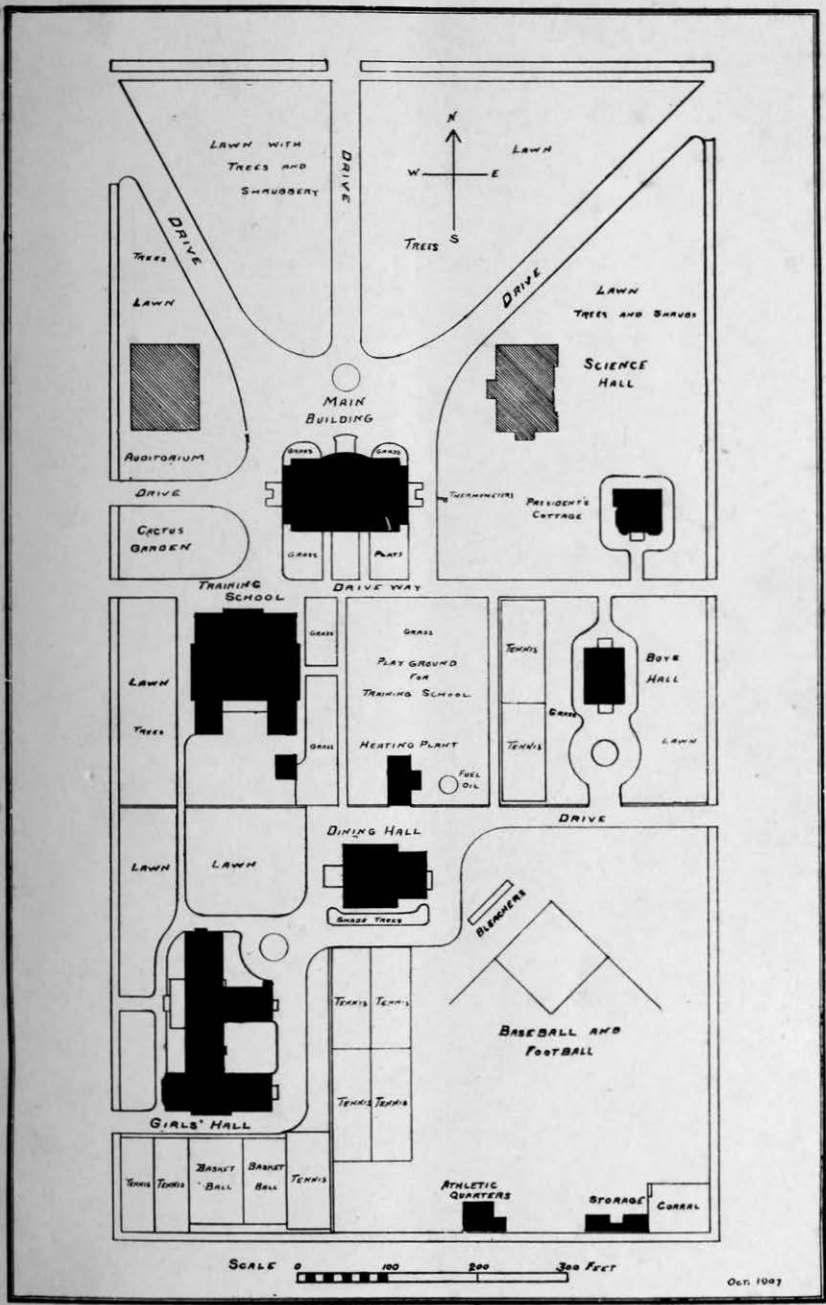 LAWN WITH
TREES AND
SHRUBBERY
DRIVE
N
W E
S
LAWN
TREES
DRIVE
TREES
LAWN
DRIVE
LAWN
TREES AND SHRUBS
SCIENCE
HALL
MAIN
BUILDING
AUDITORIUM
GRASS
GRASS
DRIVE
THERMOMETERS
PRESIDENT'S
COTTAGE
CACTUS
GARDEN
GRASS
PLATS
TRAINING
SCHOOL
DRIVE WAY
GRASS
GRASS
PLAY GROUND
FOR
TRAINING SCHOOL
TENNIS
BOYS
HALL
LAWN
TREES
GRASS
LAWN
GRASS
HEATING PLANT
TENNIS
FUEL
OIL
DRIVE
DINING HALL
LAWN
LAWN
SHADE TREES
BLEACHERS
TENNIS
TENNIS
BASEBALL AND
FOOTBALL
TENNIS
TENNIS
GIRLS' HALL
TENNIS
TENNIS
BASKET
BALL
BASKET
BALL
TENNIS
ATHLETIC
QUARTERS
STORAGE
CORRAL
SCALE 0 100 200 300 FEET
OCT. 1907